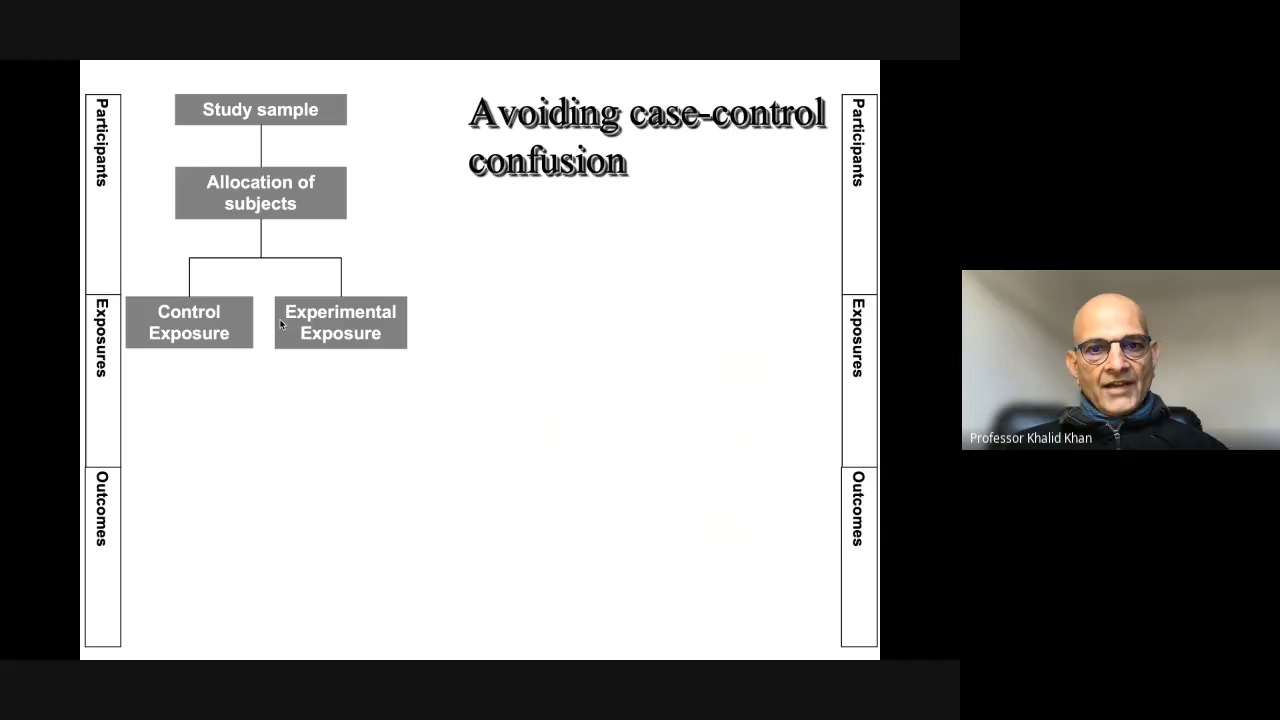 Participants
Study sample
Allocation of
subjects
Avoiding case-control
confusion
Participants
Exposures
Control
Exposure
Experimental
Exposure
Exposures
Outcomes
Outcomes
Professor Khalid Khan